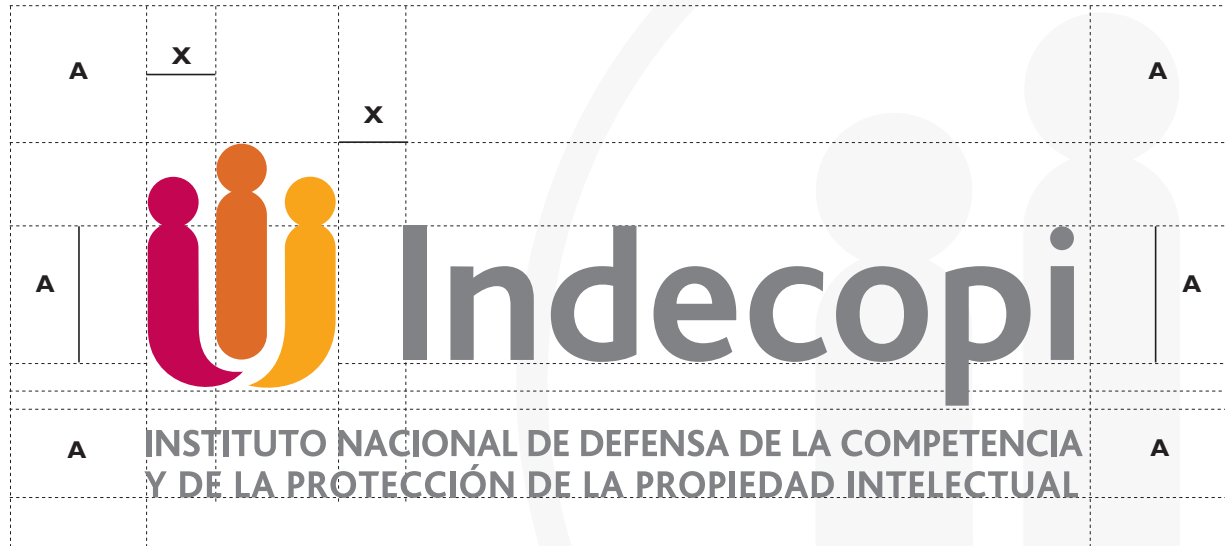 A X A
X
A Indecopi A
A INSTITUTO NACIONAL DE DEFENSA DE LA COMPETENCIA A
Y DE LA PROTECCIÓN DE LA PROPIEDAD INTELECTUAL